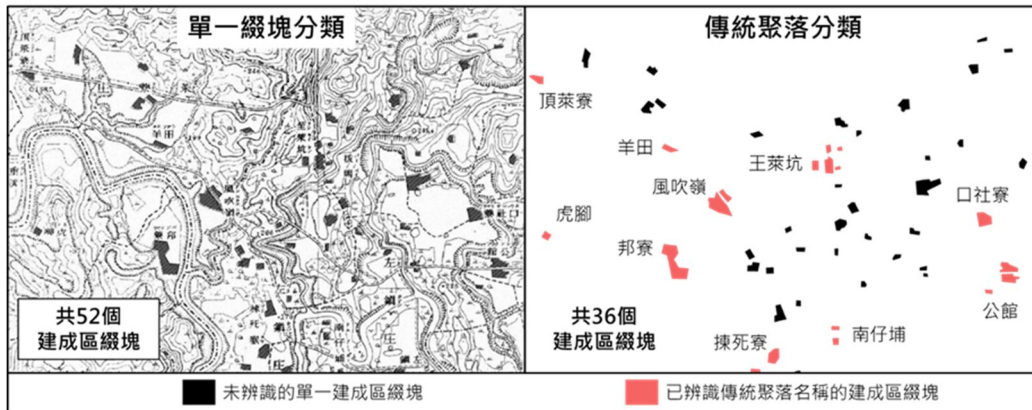 單一綴塊分類
傳統聚落分類
頂萊寮
羊田
王萊坑
風吹嶺
口社寮
虎腳
邦寮
公館
南仔埔
揀死寮
共52個
建成區綴塊
共36個
建成區綴塊
未辨識的單一建成區綴塊
已辨識傳統聚落名稱的建成區綴塊